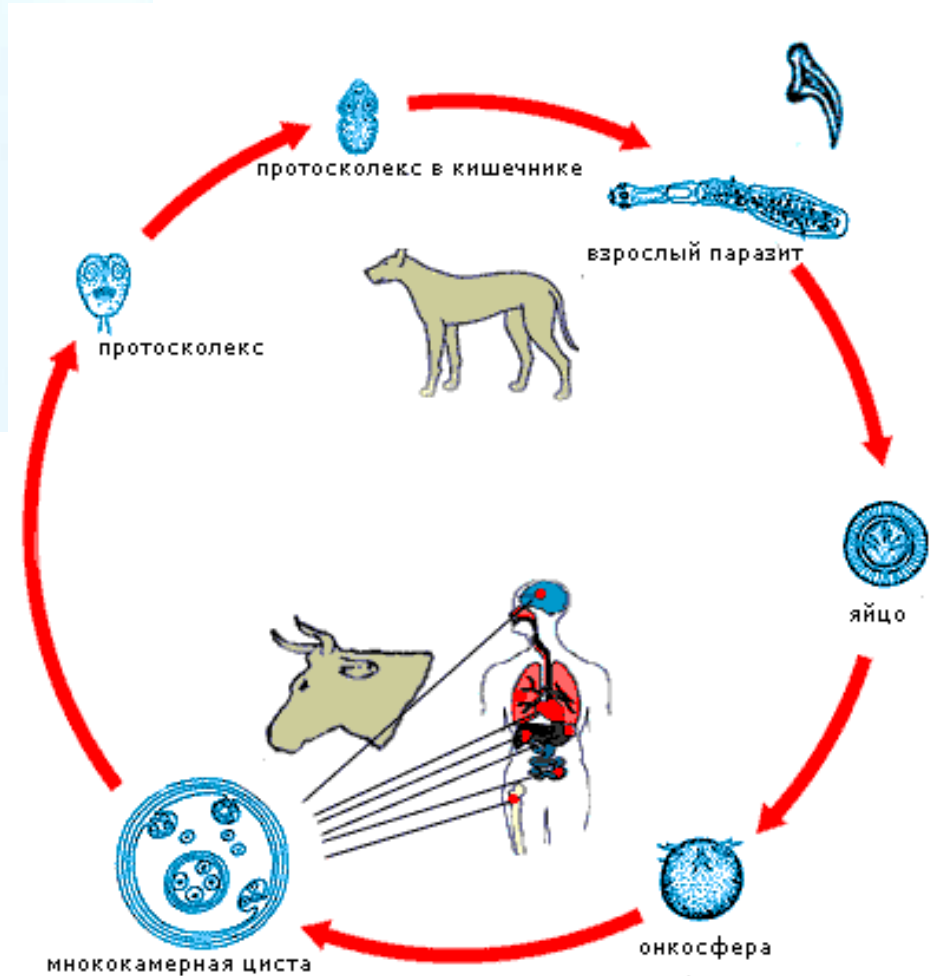 протосколекс в кишечнике
взрослый паразит
протосколекс
яйцо
онкосфера
мнококамерная циста